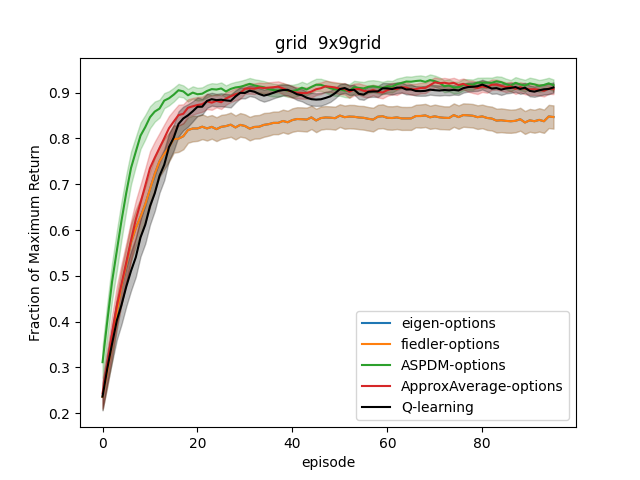 grid  9x9grid
Fraction of Maximum Return
0.9
0.8
0.7
0.6
0.5
0.4
0.3
0.2
0 20 40 60 80
episode
eigen-options
fiedler-options
ASPDM-options
ApproxAverage-options
Q-learning